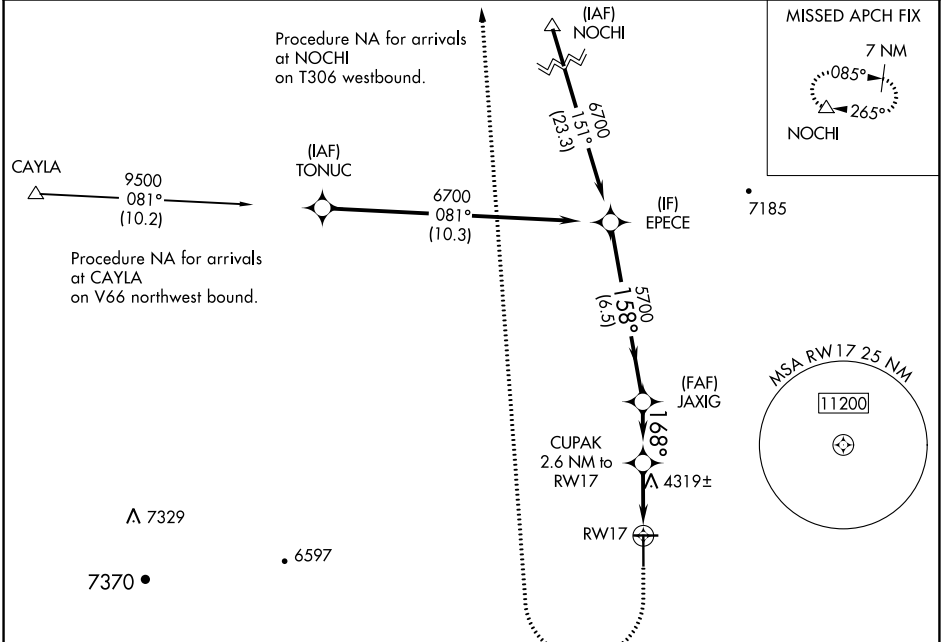 Procedure NA for arrivals
at NOCHI
on T306 westbound.
(IAF)
NOCHI
6700
151°
(23.3)
MISSED APCH FIX
7 NM
085°
265°
NOCHI
CAYLA
9500
081°
(10.2)
(IAF)
TONUC
6700
081°
(10.3)
(IF)
EPECE
7185
Procedure NA for arrivals
at CAYLA
on V66 northwest bound.
5700
158°
(6.5)
(FAF)
JAXIG
168°
MSA RW17 25 NM
11200
CUPAK
2.6 NM to
RW17
4319±
RW17
7329
6597
7370